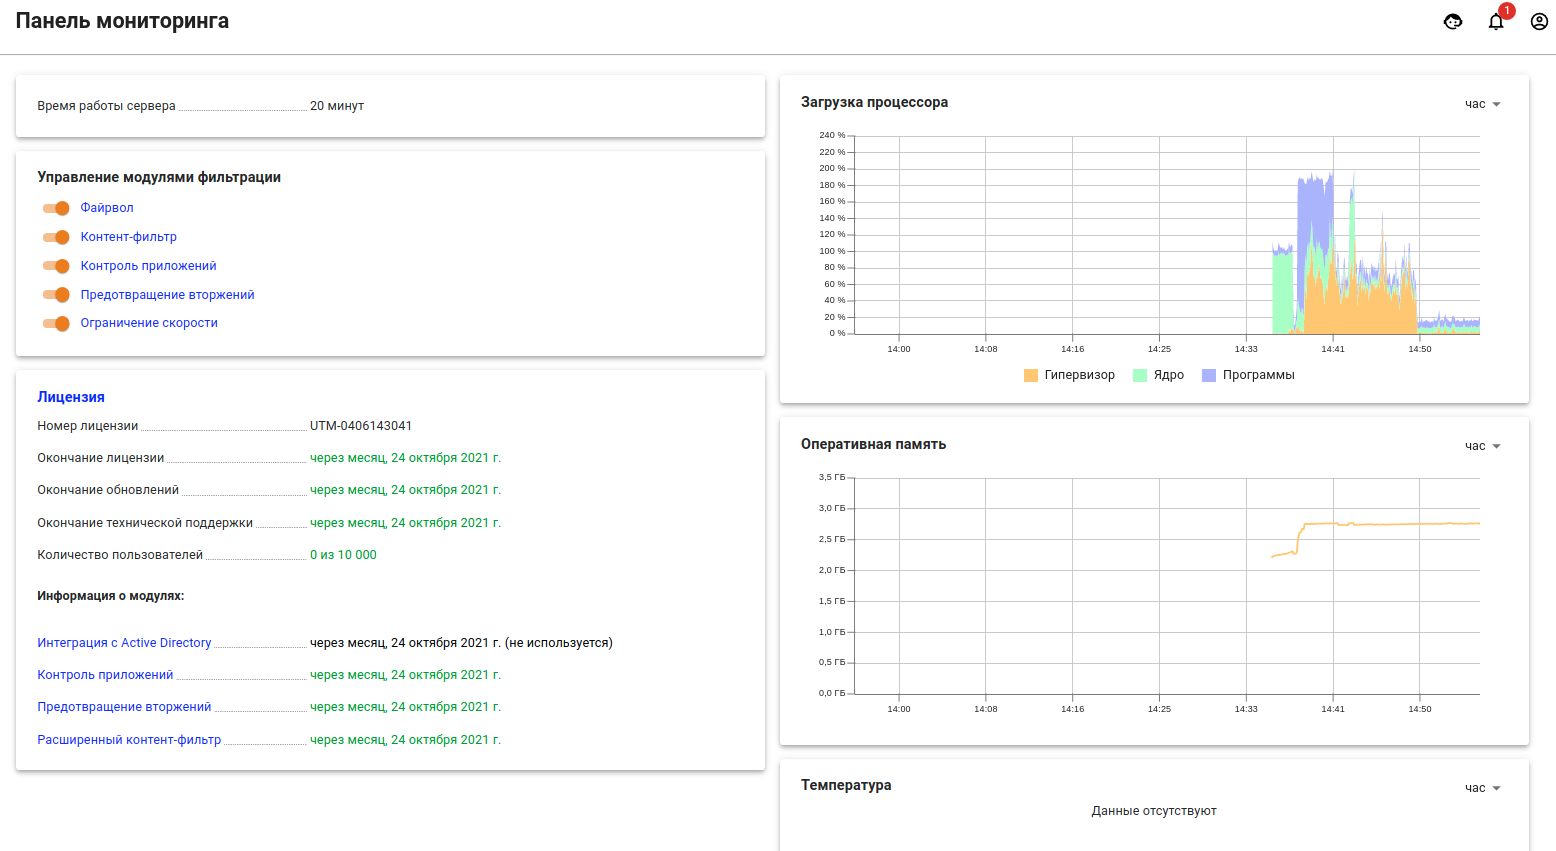 Панель мониторинга
1
Время работы сервера 20 минут
Управление модулями фильтрации
Файрвол
Контент-фильтр
Контроль приложений
Предотвращение вторжений
Ограничение скорости
Лицензия
Номер лицензии UTM-0406143041
Окончание лицензии через месяц, 24 октября 2021 г.
Окончание обновлений через месяц, 24 октября 2021 г.
Окончание технической поддержки через месяц, 24 октября 2021 г.
Количество пользователей 0 из 10 000
Информация о модулях:
Интеграция с Active Directory через месяц, 24 октября 2021 г. (не используется)
Контроль приложений через месяц, 24 октября 2021 г.
Предотвращение вторжений через месяц, 24 октября 2021 г.
Расширенный контент-фильтр через месяц, 24 октября 2021 г.
Загрузка процессора час
240 %
220 %
200 %
180 %
160 %
140 %
120 %
100 %
80 %
60 %
40 %
20 %
0 %
14:00 14:08 14:16 14:25 14:33 14:41 14:50
Гипервизор Ядро Программы
Оперативная память час
3,5 ГБ
3,0 ГБ
2,5 ГБ
2,0 ГБ
1,5 ГБ
1,0 ГБ
0,5 ГБ
0,0 ГБ
14:00 14:08 14:16 14:25 14:33 14:41 14:50
Температура час
Данные отсутствуют